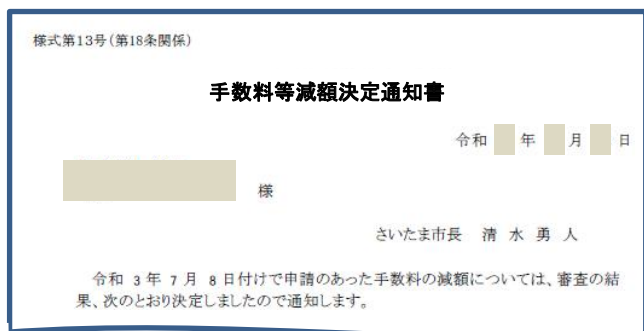 様式第13号(第18条関係)
手数料等減額決定通知書
令和 年 月 日
様
さいたま市長 清 水 勇 人
令和 3 年 7 月 8 日付けで申請のあった手数料の減額については、審査の結
果、次のとおり決定しましたので通知します。